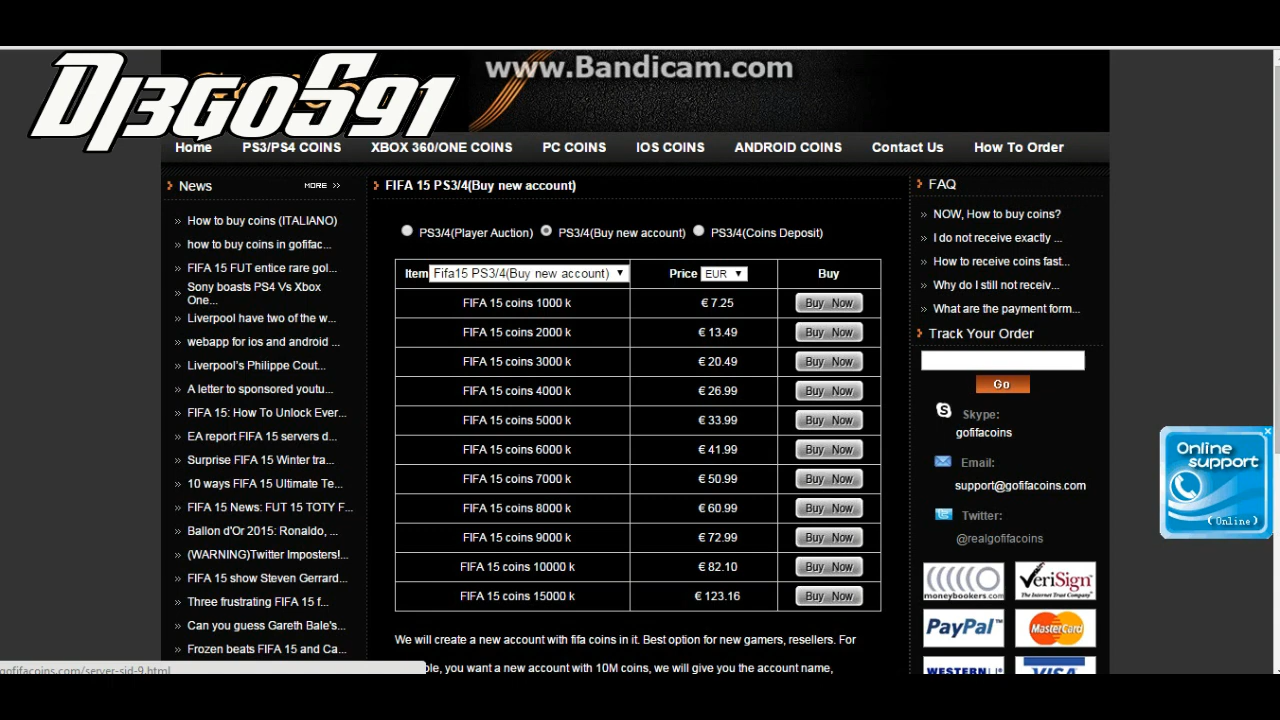 www.Bandicam.com
Dj3GO591
Home PS3/PS4 COINS XBOX 360/ONE COINS PC COINS IOS COINS ANDROID COINS Contact Us How To Order
News MORE >>
How to buy coins (ITALIANO)
how to buy coins in gofifac...
FIFA 15 FUT entice rare gol...
Sony boasts PS4 Vs Xbox
One...
Liverpool have two of the w...
webapp for ios and android ...
Liverpool's Philippe Cout...
A letter to sponsored youtu...
FIFA 15: How To Unlock Ever...
EA report FIFA 15 servers d...
Surprise FIFA 15 Winter tra...
10 ways FIFA 15 Ultimate Te...
FIFA 15 News: FUT 15 TOTY F...
Ballon d'Or 2015: Ronaldo, ...
(WARNING)Twitter Imposters!...
FIFA 15 show Steven Gerrard...
Three frustrating FIFA 15 f...
Can you guess Gareth Bale's...
Frozen beats FIFA 15 and Ca...
gofifacoins.com/server-sid-9.html
FIFA 15 PS3/4(Buy new account)
PS3/4(Player Auction) PS3/4(Buy new account) PS3/4(Coins Deposit)
Item Fifa15 PS3/4(Buy new account) Price EUR Buy
FIFA 15 coins 1000 k € 7.25 Buy Now
FIFA 15 coins 2000 k € 13.49 Buy Now
FIFA 15 coins 3000 k € 20.49 Buy Now
FIFA 15 coins 4000 k € 26.99 Buy Now
FIFA 15 coins 5000 k € 33.99 Buy Now
FIFA 15 coins 6000 k € 41.99 Buy Now
FIFA 15 coins 7000 k € 50.99 Buy Now
FIFA 15 coins 8000 k € 60.99 Buy Now
FIFA 15 coins 9000 k € 72.99 Buy Now
FIFA 15 coins 10000 k € 82.10 Buy Now
FIFA 15 coins 15000 k € 123.16 Buy Now
We will create a new account with fifa coins in it. Best option for new gamers, resellers. For
you want a new account with 10M coins, we will give you the account name,
FAQ
NOW, How to buy coins?
I do not receive exactly ...
How to receive coins fast...
Why do I still not receiv...
What are the payment form...
Track Your Order
Go
Skype:
gofifacoins
Email:
support@gofifacoins.com
Twitter:
@realgofifacoins
moneybookers.com VeriSign
The Internet Trust Company
PayPal MasterCard
WESTERN VISA
Online
support
(Online)